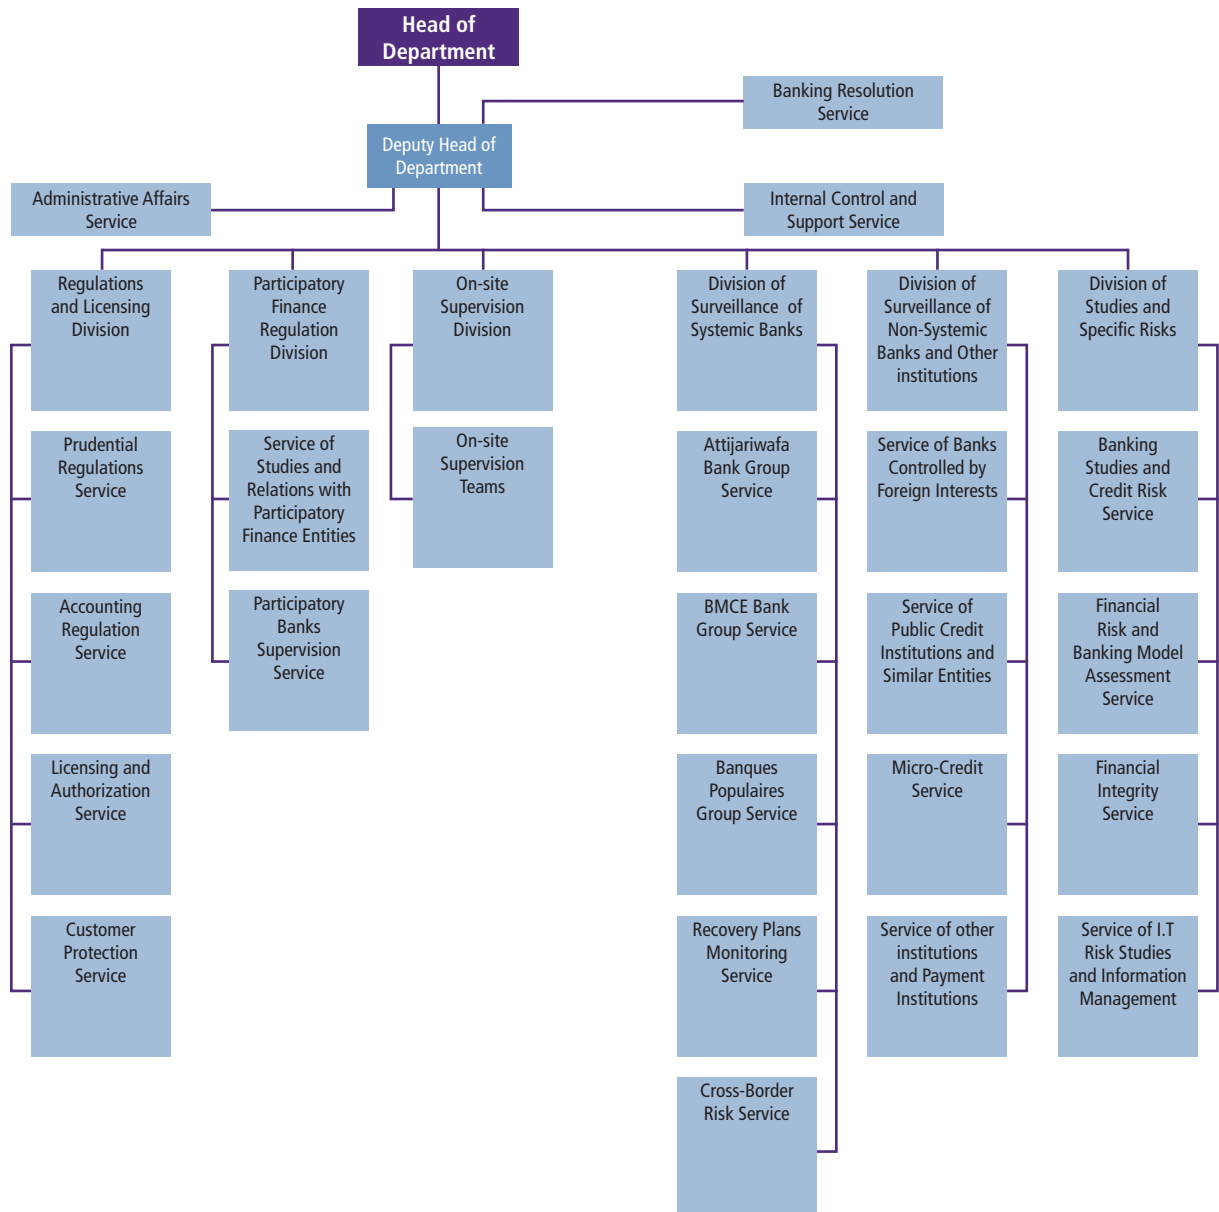 Head of
Department
Banking Resolution
Service
Deputy Head of
Department
Administrative Affairs
Service
Internal Control and
Support Service
Regulations
and Licensing
Division
Participatory
Finance
Regulation
Division
On-site
Supervision
Division
Division of
Surveillance of
Systemic Banks
Division of
Surveillance of
Non-Systemic
Banks and Other
institutions
Division of
Studies and
Specific Risks
Prudential
Regulations
Service
Service of
Studies and
Relations with
Participatory
Finance Entities
On-site
Supervision
Teams
Attijariwafa
Bank Group
Service
Service of Banks
Controlled by
Foreign Interests
Banking
Studies and
Credit Risk
Service
Accounting
Regulation
Service
Participatory
Banks
Supervision
Service
BMCE Bank
Group Service
Service of
Public Credit
Institutions and
Similar Entities
Financial
Risk and
Banking Model
Assessment
Service
Licensing and
Authorization
Service
Banques
Populaires
Group Service
Micro-Credit
Service
Financial
Integrity
Service
Customer
Protection
Service
Recovery Plans
Monitoring
Service
Service of other
institutions
and Payment
Institutions
Service of I.T
Risk Studies
and Information
Management
Cross-Border
Risk Service